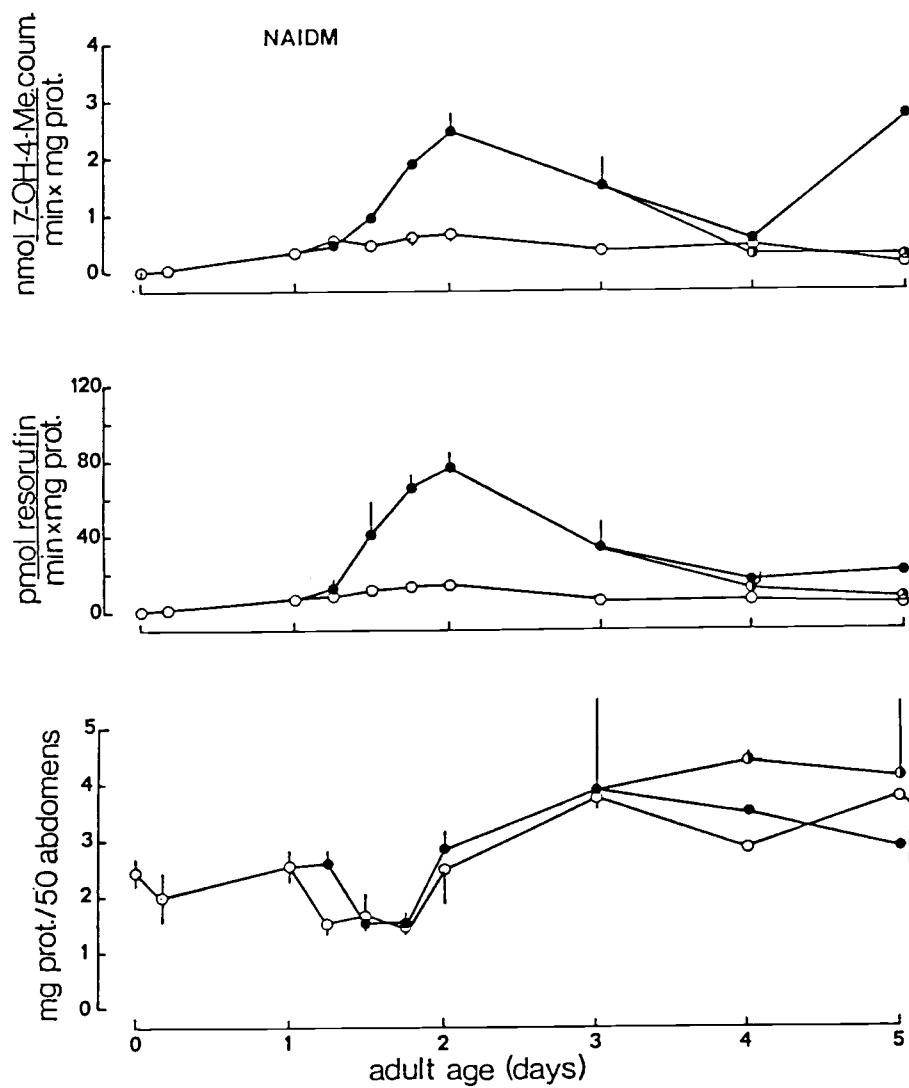 NAIDM
nmol 7-OH-4-Me.coum.
min x mg prot.
4
3
2
1
0
pmol resorufin
min x mg prot.
120
80
40
0
mg prot./50 abdomens
5
4
3
2
1
0
0 1 2 3 4 5
adult age (days)